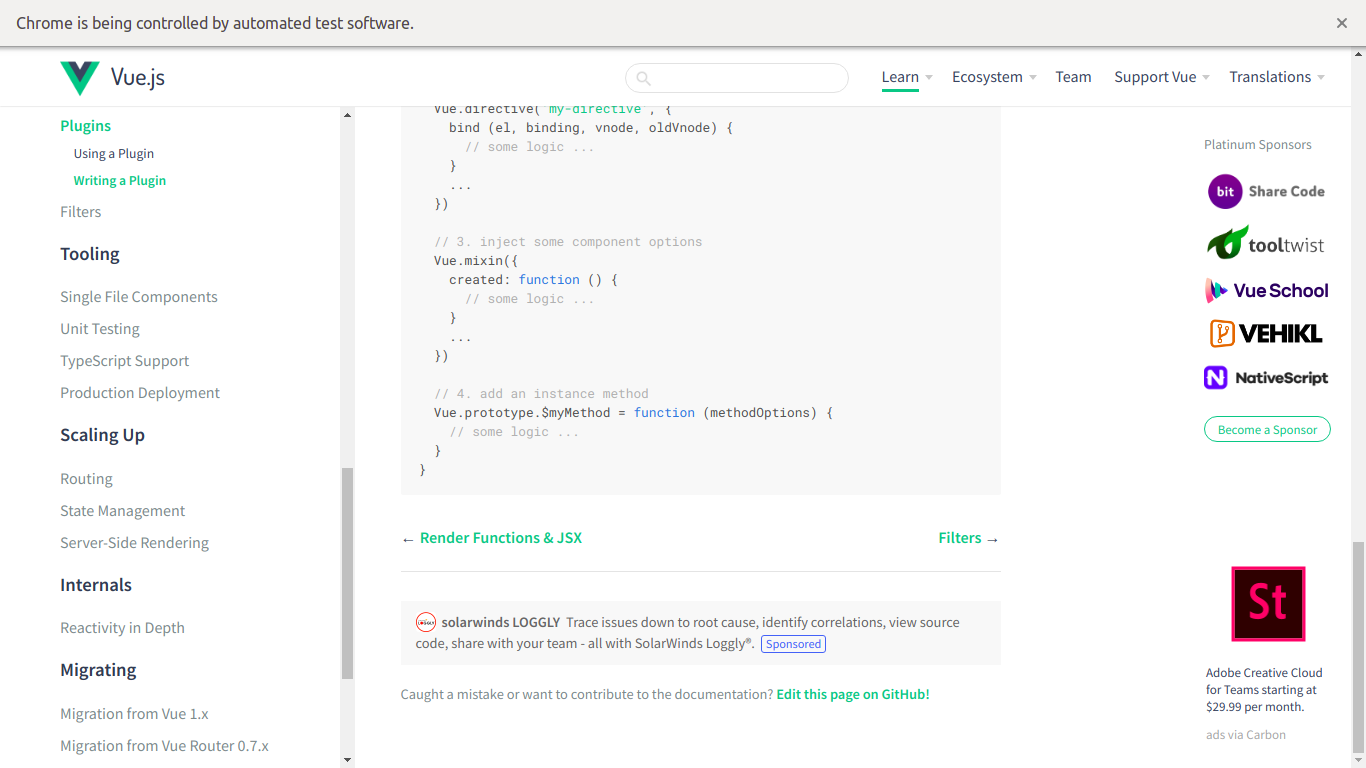 Chrome is being controlled by automated test software.
Vue.js
Learn
Ecosystem
Team
Support Vue
Translations
Plugins
Using a Plugin
Writing a Plugin
Filters
Tooling
Single File Components
Unit Testing
TypeScript Support
Production Deployment
Scaling Up
Routing
State Management
Server-Side Rendering
Internals
Reactivity in Depth
Migrating
Migration from Vue 1.x
Migration from Vue Router 0.7.x
Vue.directive('my-directive', {
bind (el, binding, vnode, oldVnode) {
// some logic ...
}
...
})
// 3. inject some component options
Vue.mixin({
created: function () {
// some logic ...
}
...
})
// 4. add an instance method
Vue.prototype.$myMethod = function (methodOptions) {
// some logic ...
}
}
← Render Functions & JSX
Filters →
LOGGLY
solarwinds LOGGLY Trace issues down to root cause, identify correlations, view source
code, share with your team - all with SolarWinds Loggly®. Sponsored
Caught a mistake or want to contribute to the documentation? Edit this page on GitHub!
Platinum Sponsors
bit Share Code
tooltwist
Vue School
VEHIKL
NativeScript
Become a Sponsor
St
Adobe Creative Cloud
for Teams starting at
$29.99 per month.
ads via Carbon